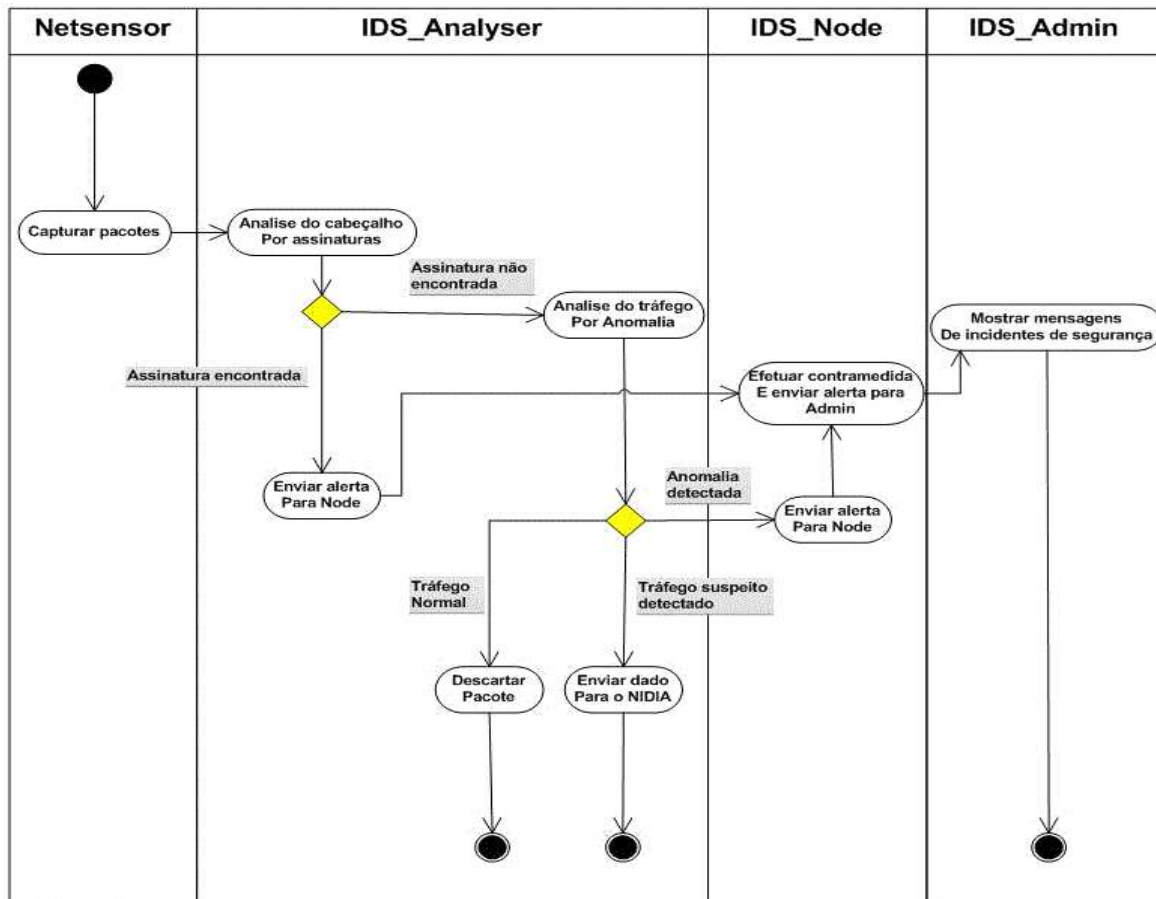 Netsensor
IDS_Analyser
IDS_Node
IDS_Admin
Capturar pacotes
Analise do cabeçalho
Por assinaturas
Assinatura não
encontrada
Analise do tráfego
Por Anomalia
Mostrar mensagens
De incidentes de segurança
Assinatura encontrada
Efetuar contramedida
E enviar alerta para
Admin
Enviar alerta
Para Node
Anomalia
detectada
Enviar alerta
Para Node
Tráfego
Normal
Tráfego suspeito
detectado
Descartar
Pacote
Enviar dado
Para o NIDIA